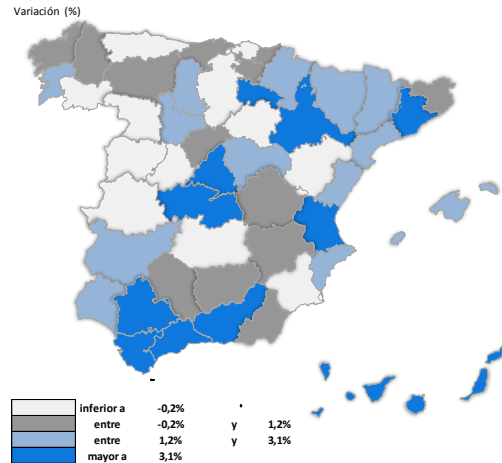 Variación (%)
inferior a -0,2%
entre -0,2% y 1,2%
entre 1,2% y 3,1%
mayor a 3,1%